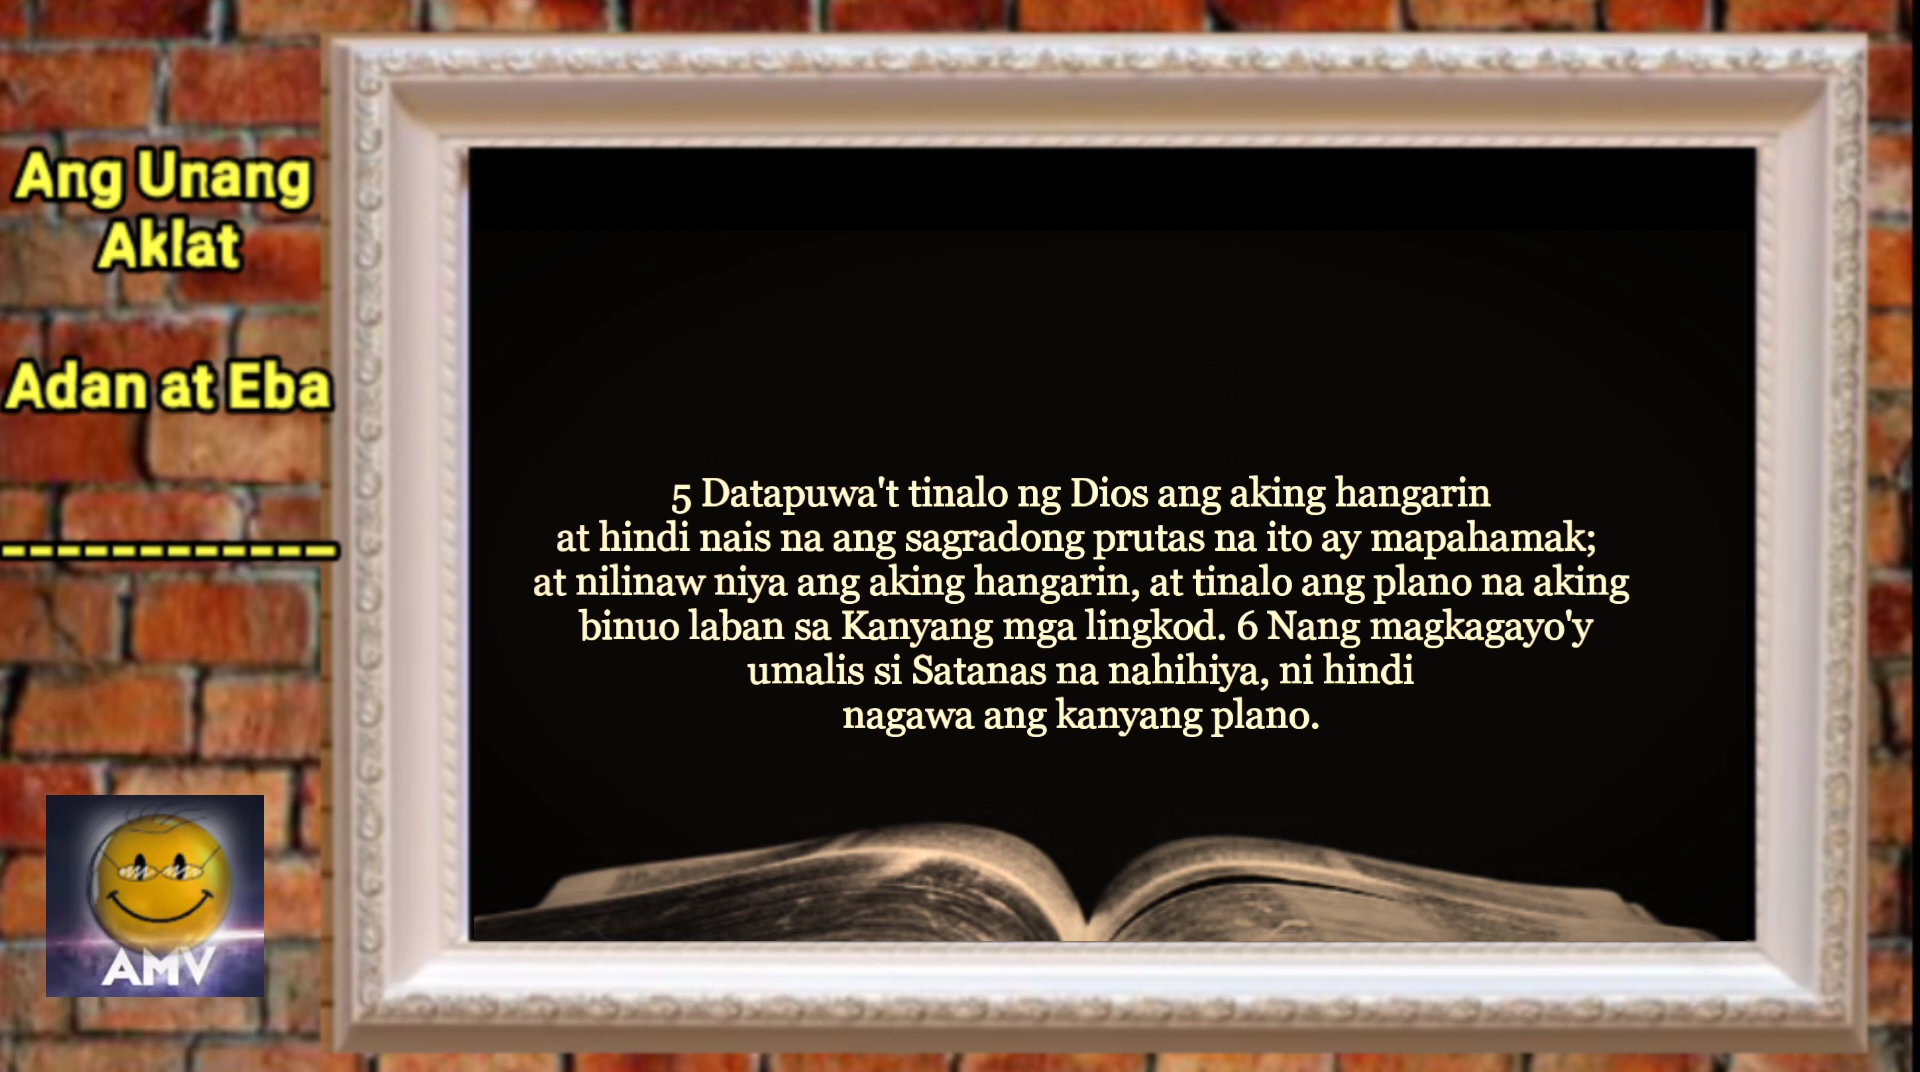 Ang Unang
Aklat
Adan at Eba
5 Datapuwa't tinalo ng Dios ang aking hangarin
at hindi nais na ang sagradong prutas na ito ay mapahamak;
at nilinaw niya ang aking hangarin, at tinalo ang plano na aking
binuo laban sa Kanyang mga lingkod. 6 Nang magkagayo'y
umalis si Satanas na nahihiya, ni hindi
nagawa ang kanyang plano.
AMV